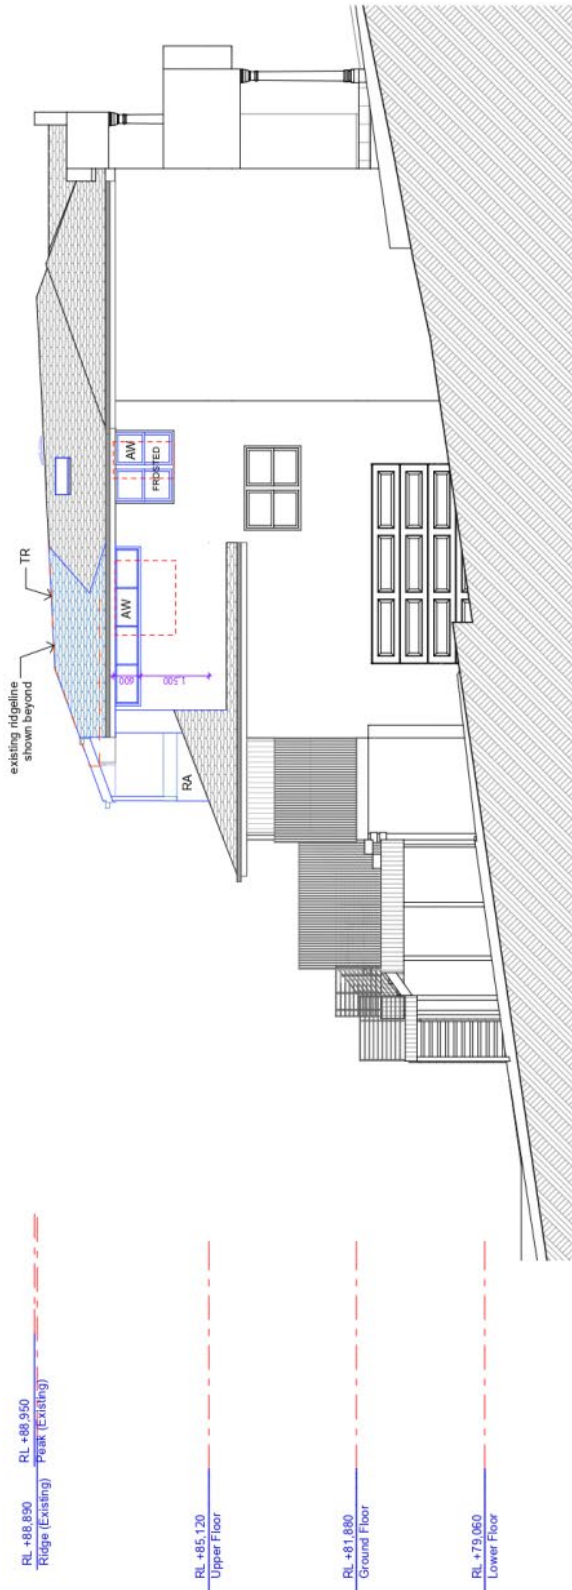 RL +88,890
Ridge (Existing)
RL +88,950
Peak (Existing)
RL +85,120
Upper Floor
RL +81,880
Ground Floor
RL +79,060
Lower Floor
existing ridgeline
shown beyond
TR
AW
AW
FROSTED
RA
600
1,500